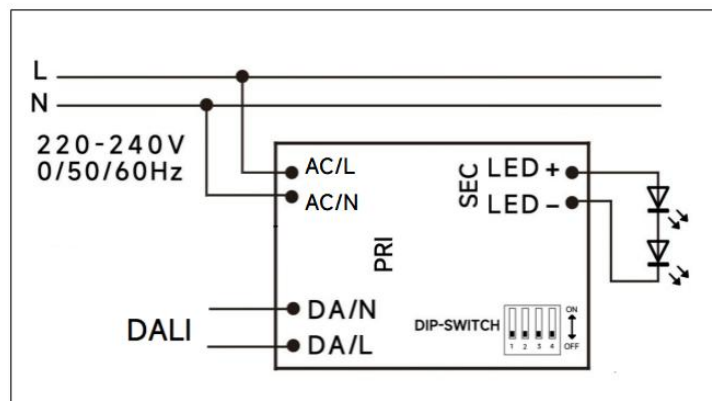 L
N
220-240V
0/50/60Hz
AC/L
AC/N
SEC
LED +
LED −
PRI
DALI
DA/N
DA/L
DIP-SWITCH
ON
1 2 3 4
OFF